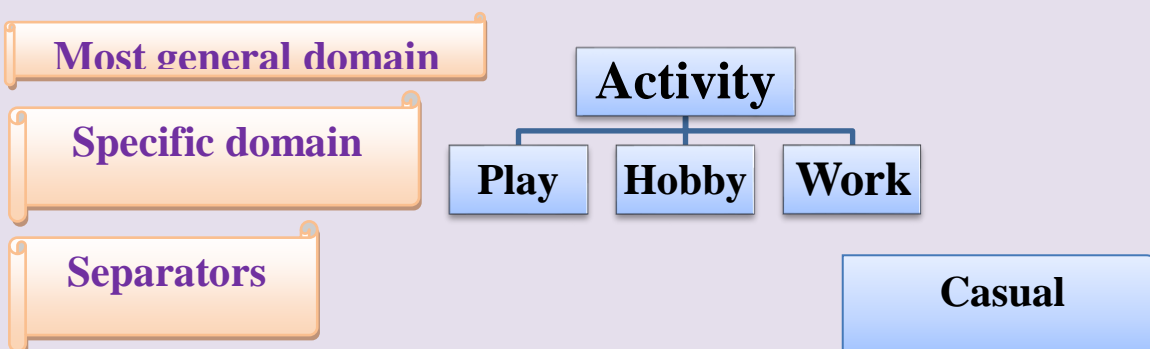 Most general domain
Activity
Specific domain
Play Hobby Work
Separators
Casual